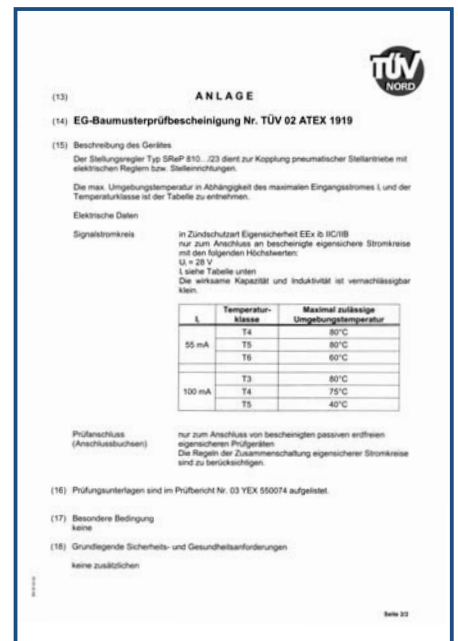 TÜV
NORD
(13) ANLAGE
(14) EG-Baumusterprüfbescheinigung Nr. TÜV 02 ATEX 1919
(15) Beschreibung des Gerätes
Der Stellungsregler Typ SReP 810.../23 dient zur Kopplung pneumatischer Stellantriebe mit
elektrischen Reglern bzw. Stelleinrichtungen.
Die max. Umgebungstemperatur in Abhängigkeit des maximalen Eingangsstromes Iᵢ und der
Temperaturklasse ist der Tabelle zu entnehmen.
Elektrische Daten
Signalstromkreis in Zündschutzart Eigensicherheit EEx ib IIC/IIB
nur zum Anschluss an bescheinigte eigensichere Stromkreise
mit den folgenden Höchstwerten:
Uᵢ = 28 V
Iᵢ siehe Tabelle unten
Die wirksame Kapazität und Induktivität ist vernachlässigbar
klein.
Iᵢ Temperatur-klasse Maximal zulässige Umgebungstemperatur
T4 80°C
55 mA T5 80°C
T6 60°C
T3 80°C
100 mA T4 75°C
T5 40°C
Prüfanschluss nur zum Anschluss von bescheinigten passiven erdfreien
(Anschlussbuchsen) eigensicheren Prüfgeräten
Die Regeln der Zusammenschaltung eigensicherer Stromkreise
sind zu berücksichtigen.
(16) Prüfungsunterlagen sind im Prüfbericht Nr. 03 YEX 550074 aufgelistet.
(17) Besondere Bedingung
keine
(18) Grundlegende Sicherheits- und Gesundheitsanforderungen
keine zusätzlichen
Seite 2/2